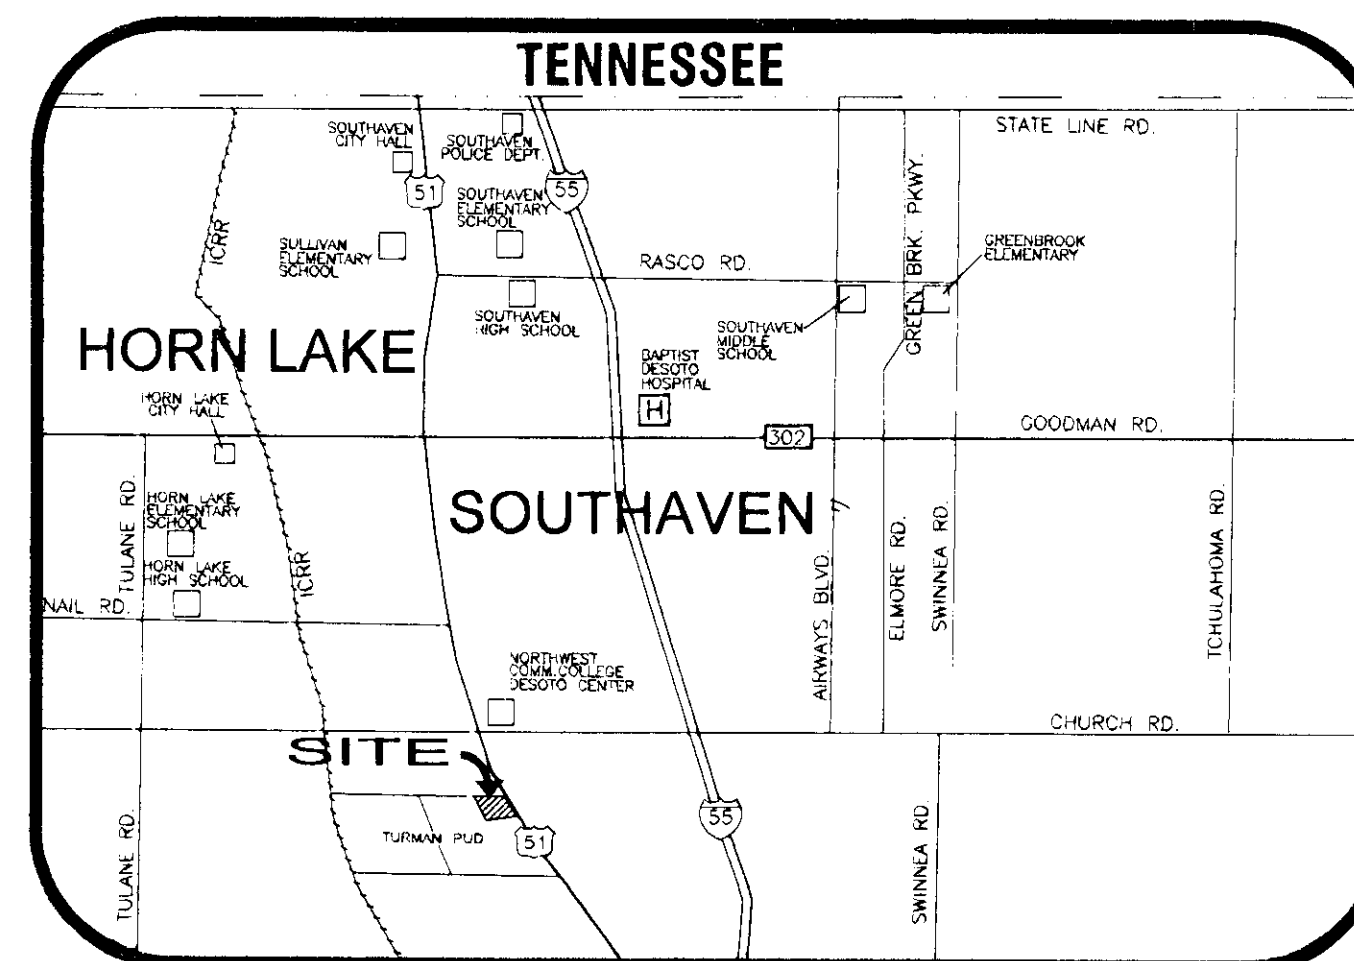 TENNESSEE
STATE LINE RD.
SOUTHAVEN
CITY HALL
SOUTHAVEN
POLICE DEPT.
51
55
SOUTHAVEN
ELEMENTARY
SCHOOL
ICRR
SULLIVAN
ELEMENTARY
SCHOOL
RASCO RD.
GREEN BRK. PKWY.
GREENBROOK
ELEMENTARY
SOUTHAVEN
HIGH SCHOOL
SOUTHAVEN
MIDDLE
SCHOOL
HORN LAKE
BAPTIST
DESOTO
HOSPITAL
H
HORN LAKE
CITY HALL
302
GOODMAN RD.
TULANE RD.
HORN LAKE
ELEMENTARY
SCHOOL
SOUTHAVEN
HORN LAKE
HIGH SCHOOL
ICRR
NAIL RD.
AIRWAYS BLVD.
ELMORE RD.
SWINNEA RD.
TCHULAHOMA RD.
NORTHWEST
COMM.COLLEGE
DESOTO CENTER
CHURCH RD.
SITE
TURMAN PUD
51
55
TULANE RD.
SWINNEA RD.